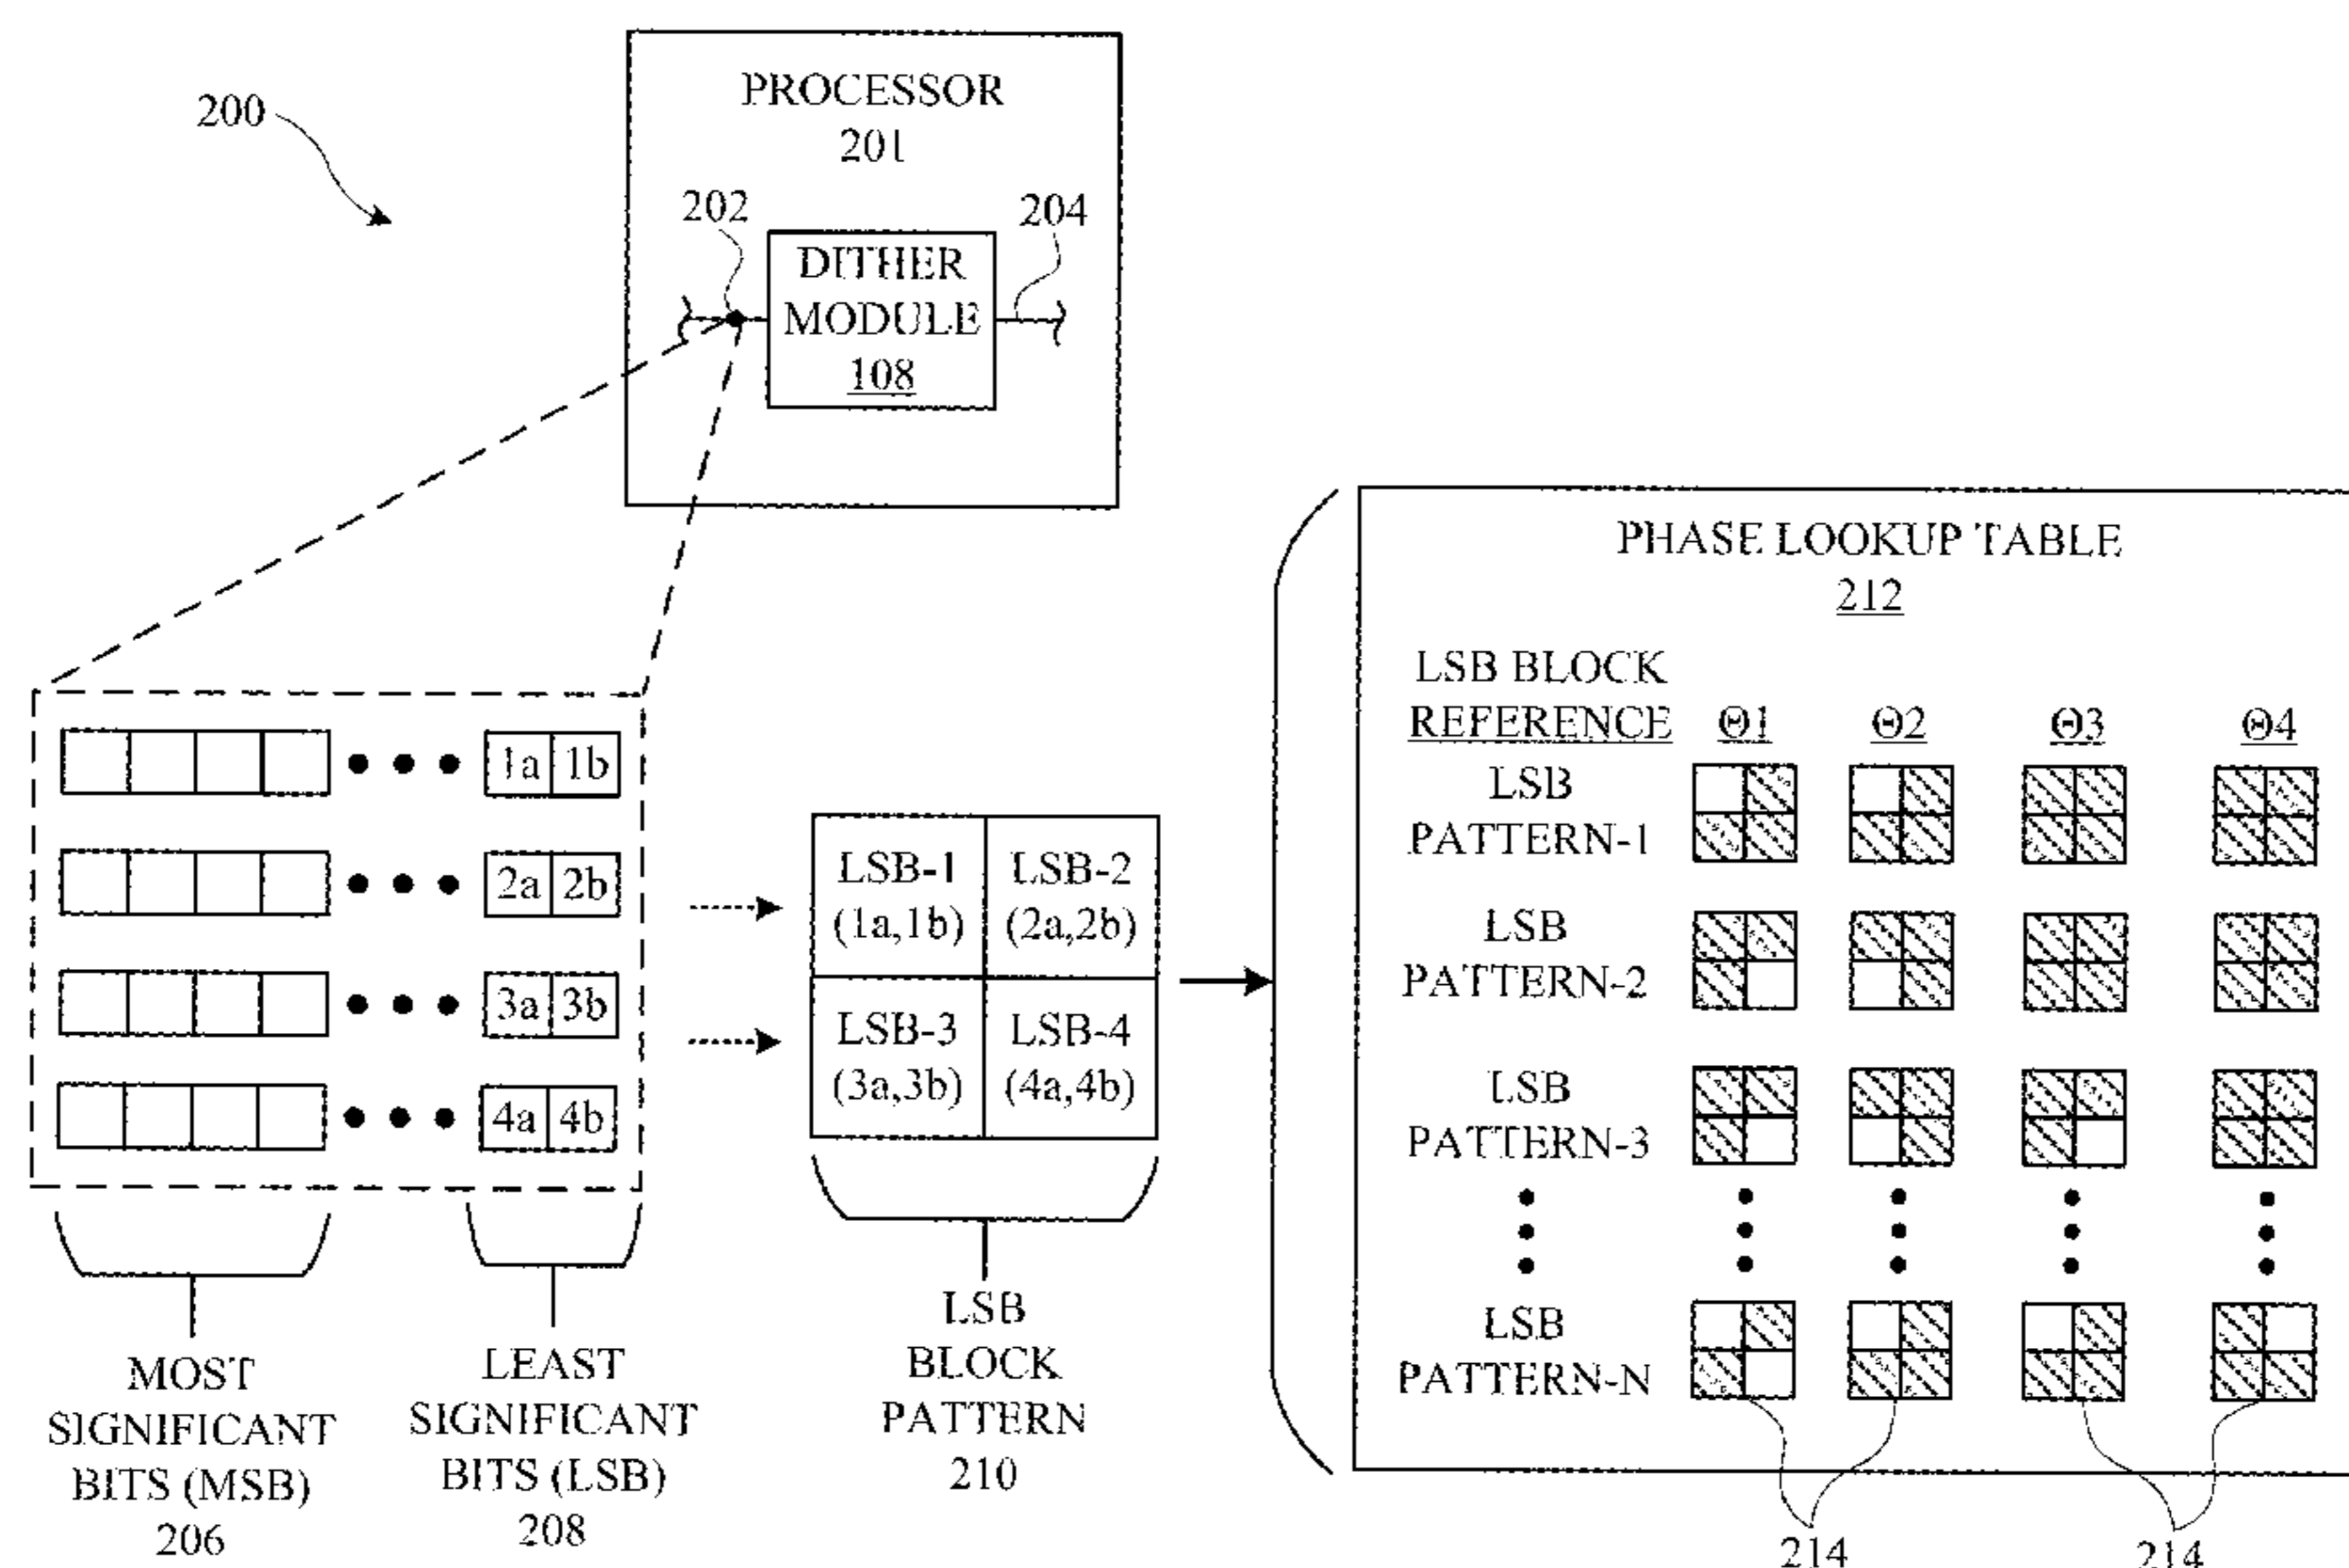 200
PROCESSOR
201
202
204
DITHER
MODULE
108
1a 1b
2a 2b
3a 3b
4a 4b
MOST
SIGNIFICANT
BITS (MSB)
206
LEAST
SIGNIFICANT
BITS (LSB)
208
LSB-1
(1a,1b)
LSB-2
(2a,2b)
LSB-3
(3a,3b)
LSB-4
(4a,4b)
LSB
BLOCK
PATTERN
210
PHASE LOOKUP TABLE
212
LSB BLOCK
REFERENCE Θ1 Θ2 Θ3 Θ4
LSB
PATTERN-1
LSB
PATTERN-2
LSB
PATTERN-3
LSB
PATTERN-N
214 214